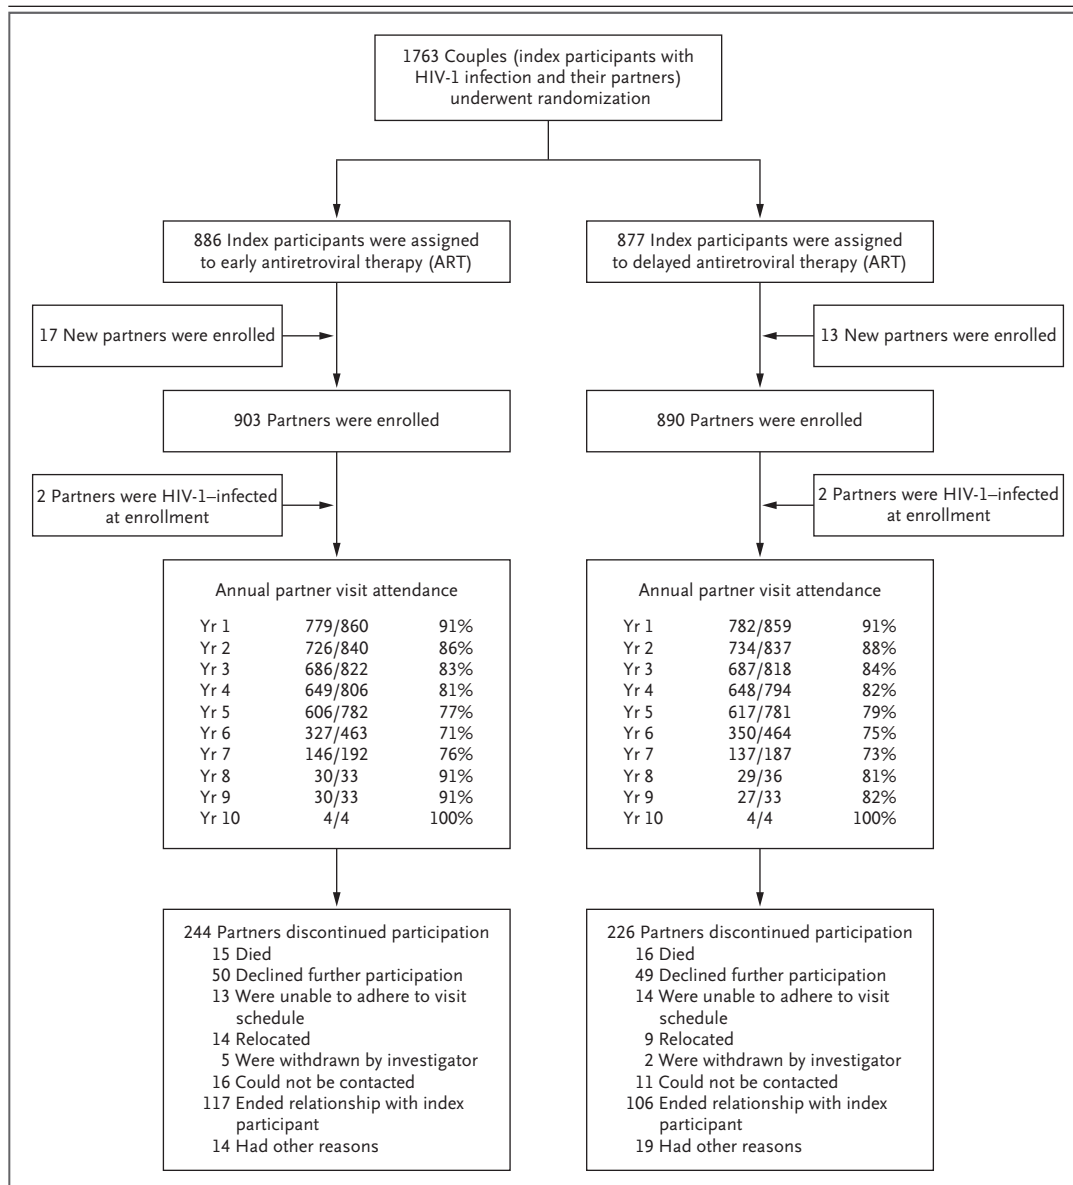 1763 Couples (index participants with
HIV-1 infection and their partners)
underwent randomization
886 Index participants were assigned
to early antiretroviral therapy (ART)
877 Index participants were assigned
to delayed antiretroviral therapy (ART)
17 New partners were enrolled
13 New partners were enrolled
903 Partners were enrolled
890 Partners were enrolled
2 Partners were HIV-1–infected
at enrollment
2 Partners were HIV-1–infected
at enrollment
Annual partner visit attendance
Yr 1 779/860 91%
Yr 2 726/840 86%
Yr 3 686/822 83%
Yr 4 649/806 81%
Yr 5 606/782 77%
Yr 6 327/463 71%
Yr 7 146/192 76%
Yr 8 30/33 91%
Yr 9 30/33 91%
Yr 10 4/4 100%
Annual partner visit attendance
Yr 1 782/859 91%
Yr 2 734/837 88%
Yr 3 687/818 84%
Yr 4 648/794 82%
Yr 5 617/781 79%
Yr 6 350/464 75%
Yr 7 137/187 73%
Yr 8 29/36 81%
Yr 9 27/33 82%
Yr 10 4/4 100%
244 Partners discontinued participation
15 Died
50 Declined further participation
13 Were unable to adhere to visit
schedule
14 Relocated
5 Were withdrawn by investigator
16 Could not be contacted
117 Ended relationship with index
participant
14 Had other reasons
226 Partners discontinued participation
16 Died
49 Declined further participation
14 Were unable to adhere to visit
schedule
9 Relocated
2 Were withdrawn by investigator
11 Could not be contacted
106 Ended relationship with index
participant
19 Had other reasons